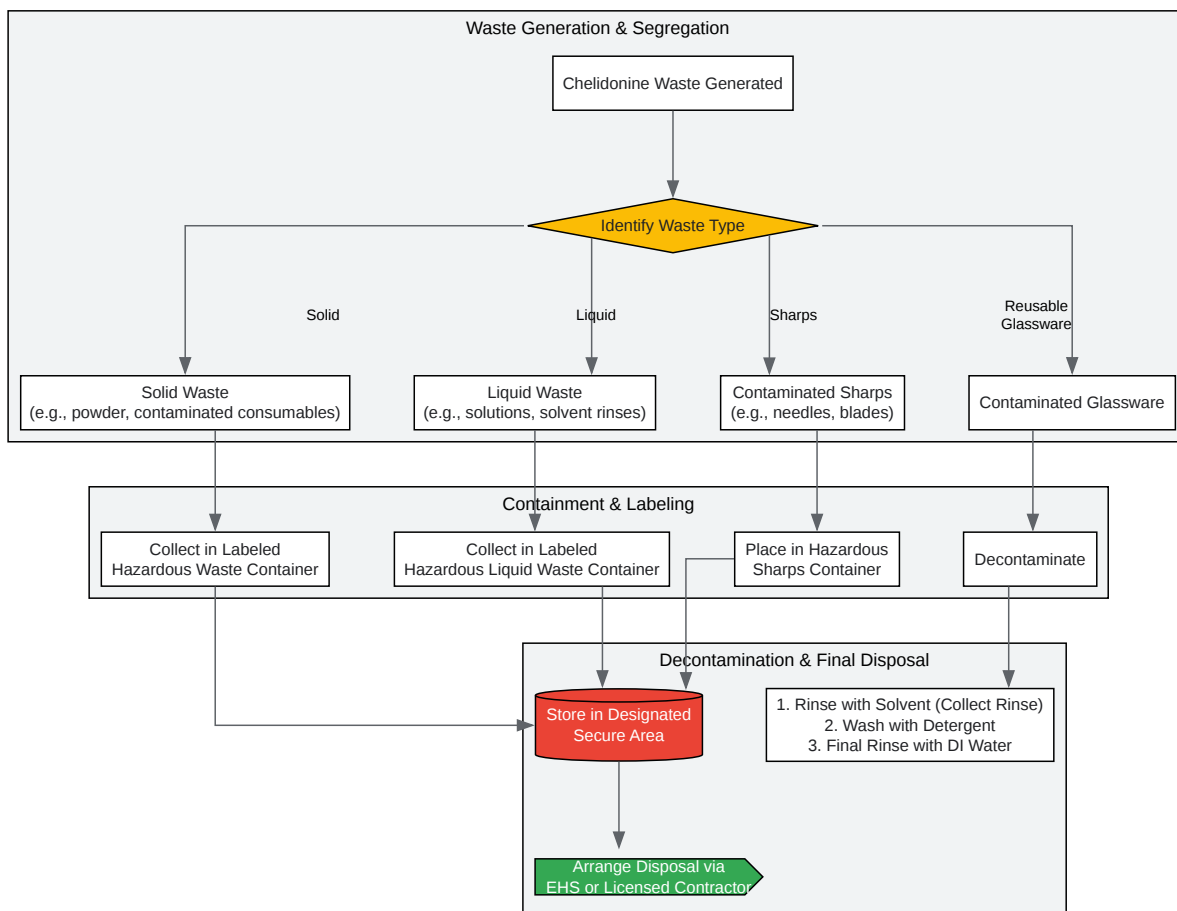 Waste Generation & Segregation
Chelidonine Waste Generated
Identify Waste Type
Solid
Liquid
Sharps
Reusable
Glassware
Solid Waste
(e.g., powder, contaminated consumables)
Liquid Waste
(e.g., solutions, solvent rinses)
Contaminated Sharps
(e.g., needles, blades)
Contaminated Glassware
Containment & Labeling
Collect in Labeled
Hazardous Waste Container
Collect in Labeled
Hazardous Liquid Waste Container
Place in Hazardous
Sharps Container
Decontaminate
Decontamination & Final Disposal
Store in Designated
Secure Area
1. Rinse with Solvent (Collect Rinse)
2. Wash with Detergent
3. Final Rinse with DI Water
Arrange Disposal via
EHS or Licensed Contractor